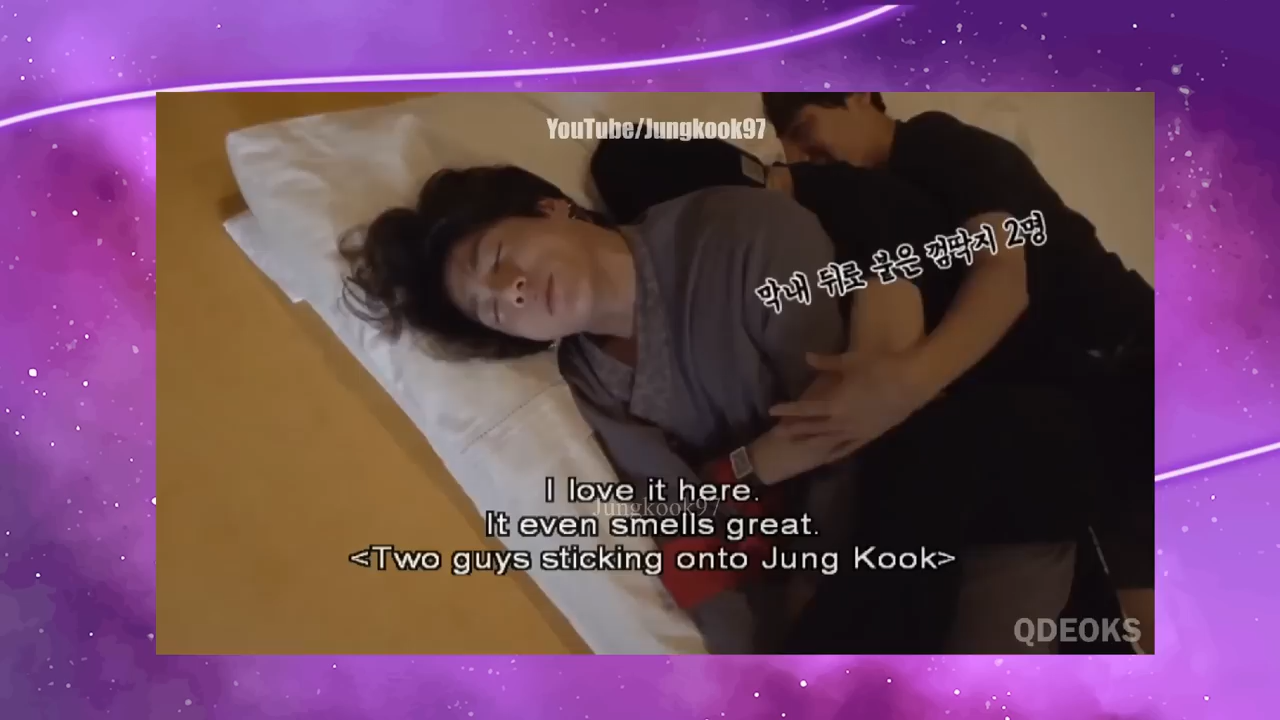 YouTube/Jungkook97
막내 뒤로 붙은 껌딱지 2명
I love it here.
Jungkook97
It even smells great.
<Two guys sticking onto Jung Kook>
QDEOKS